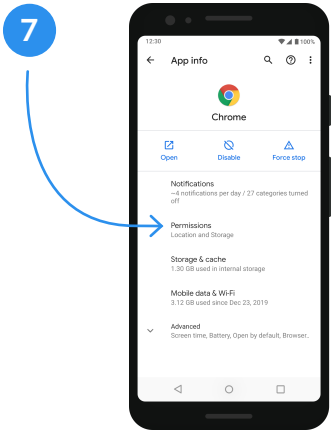 7
12:30
100%
App info
Chrome
Open
Disable
Force stop
Notifications
~4 notifications per day / 27 categories turned
off
Permissions
Location and Storage
Storage & cache
1.30 GB used in internal storage
Mobile data & Wi-Fi
3.12 GB used since Dec 23, 2019
Advanced
Screen time, Battery, Open by default, Browser..